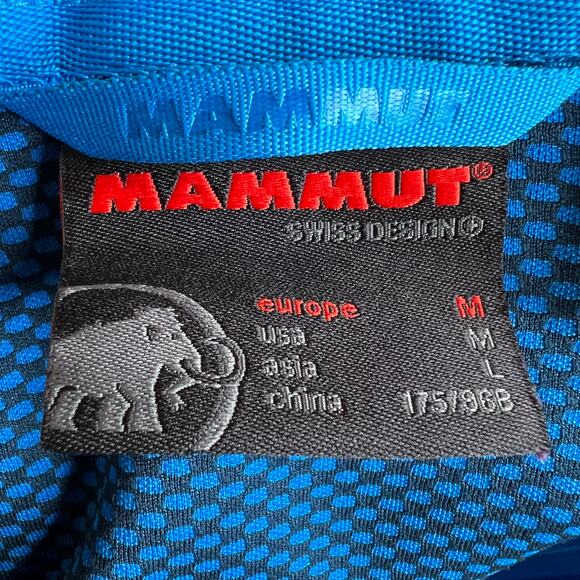 MAMMUT
MAMMUT®
SWISS DESIGN
europe M
usa M
asia L
china 175/96B